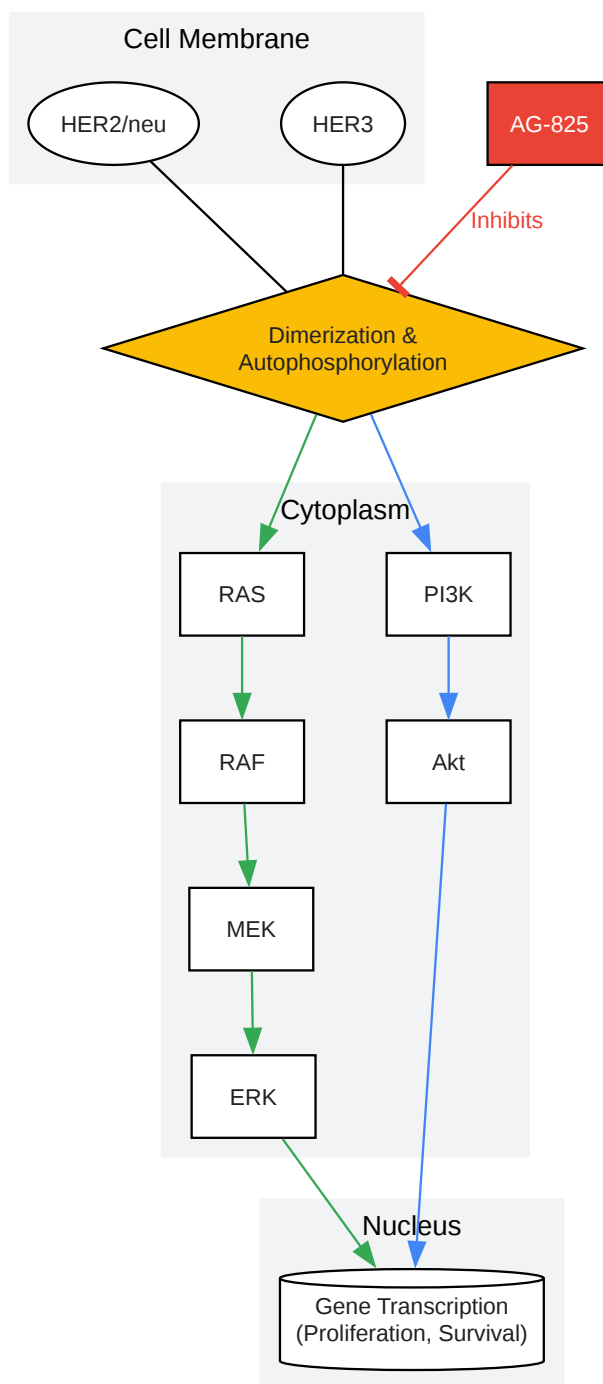 Cell Membrane
HER2/neu
HER3
AG-825
Inhibits
Dimerization &
Autophosphorylation
Cytoplasm
RAS
PI3K
RAF
Akt
MEK
ERK
Nucleus
Gene Transcription
(Proliferation, Survival)